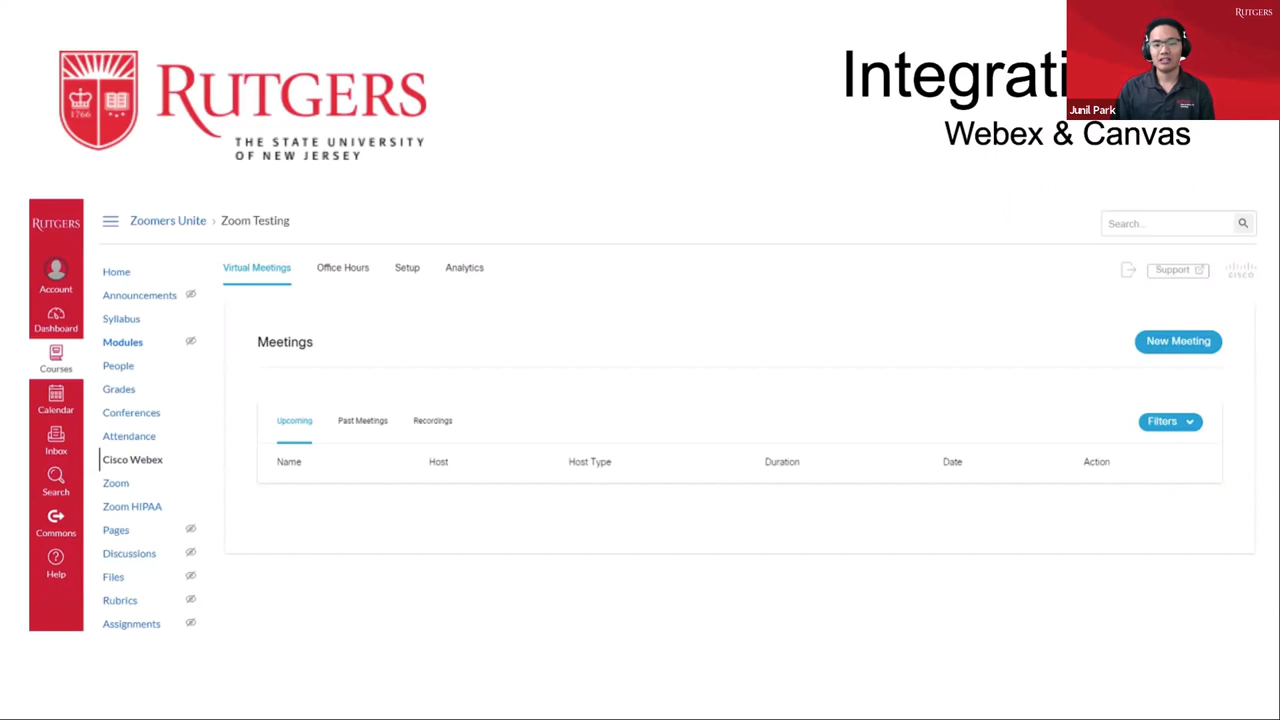 RUTGERS
Integrati
Junil Park
Webex & Canvas
1766
RUTGERS
THE STATE UNIVERSITY
OF NEW JERSEY
RUTGERS
Account
Dashboard
Courses
Calendar
Inbox
Search
Commons
Help
Zoomers Unite › Zoom Testing
Search...
Home
Announcements
Syllabus
Modules
People
Grades
Conferences
Attendance
Cisco Webex
Zoom
Zoom HIPAA
Pages
Discussions
Files
Rubrics
Assignments
Virtual Meetings Office Hours Setup Analytics
Support
CISCO
Meetings
New Meeting
Upcoming Past Meetings Recordings
Filters
Name Host Host Type Duration Date Action